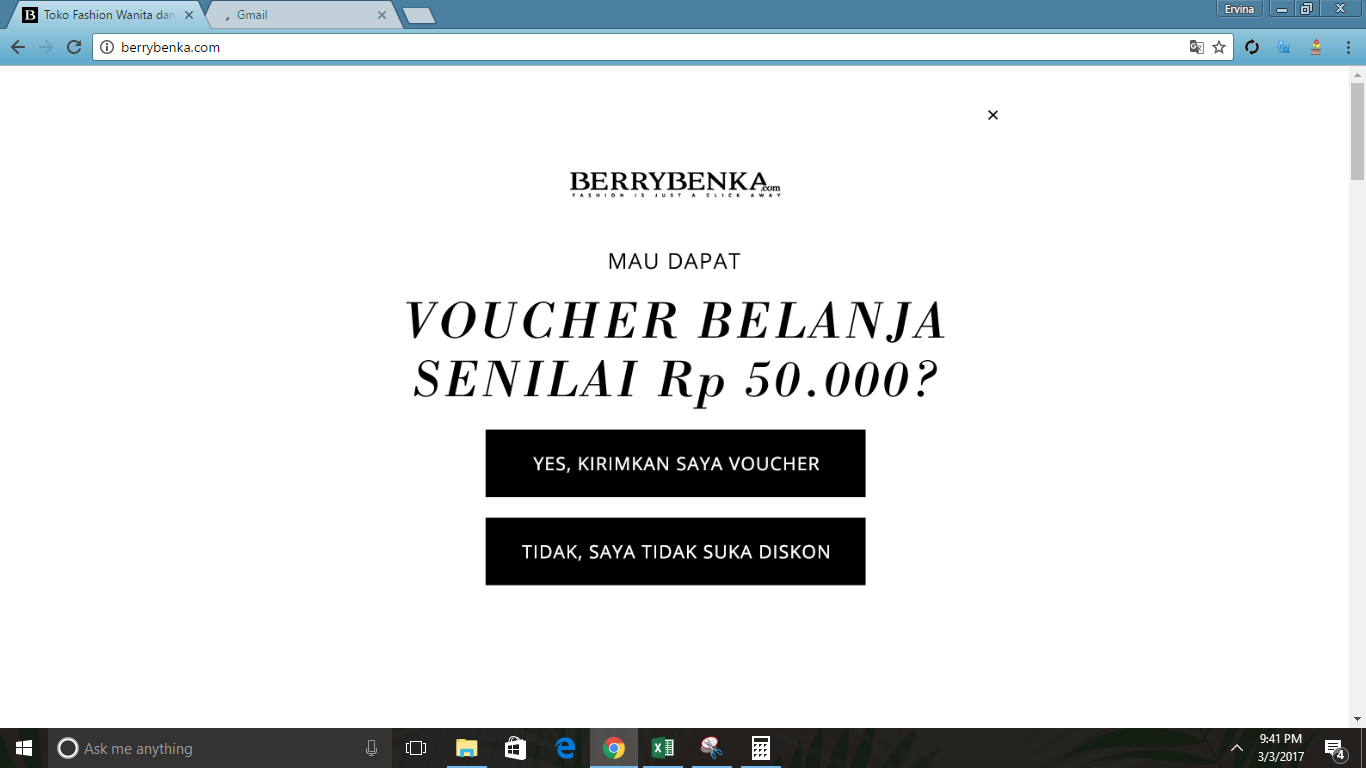 B Toko Fashion Wanita dan
Gmail
Ervina
berrybenka.com
BERRYBENKA.com
FASHION IS JUST A CLICK AWAY
MAU DAPAT
VOUCHER BELANJA
SENILAI Rp 50.000?
YES, KIRIMKAN SAYA VOUCHER
TIDAK, SAYA TIDAK SUKA DISKON
Ask me anything
9:41 PM
3/3/2017
4